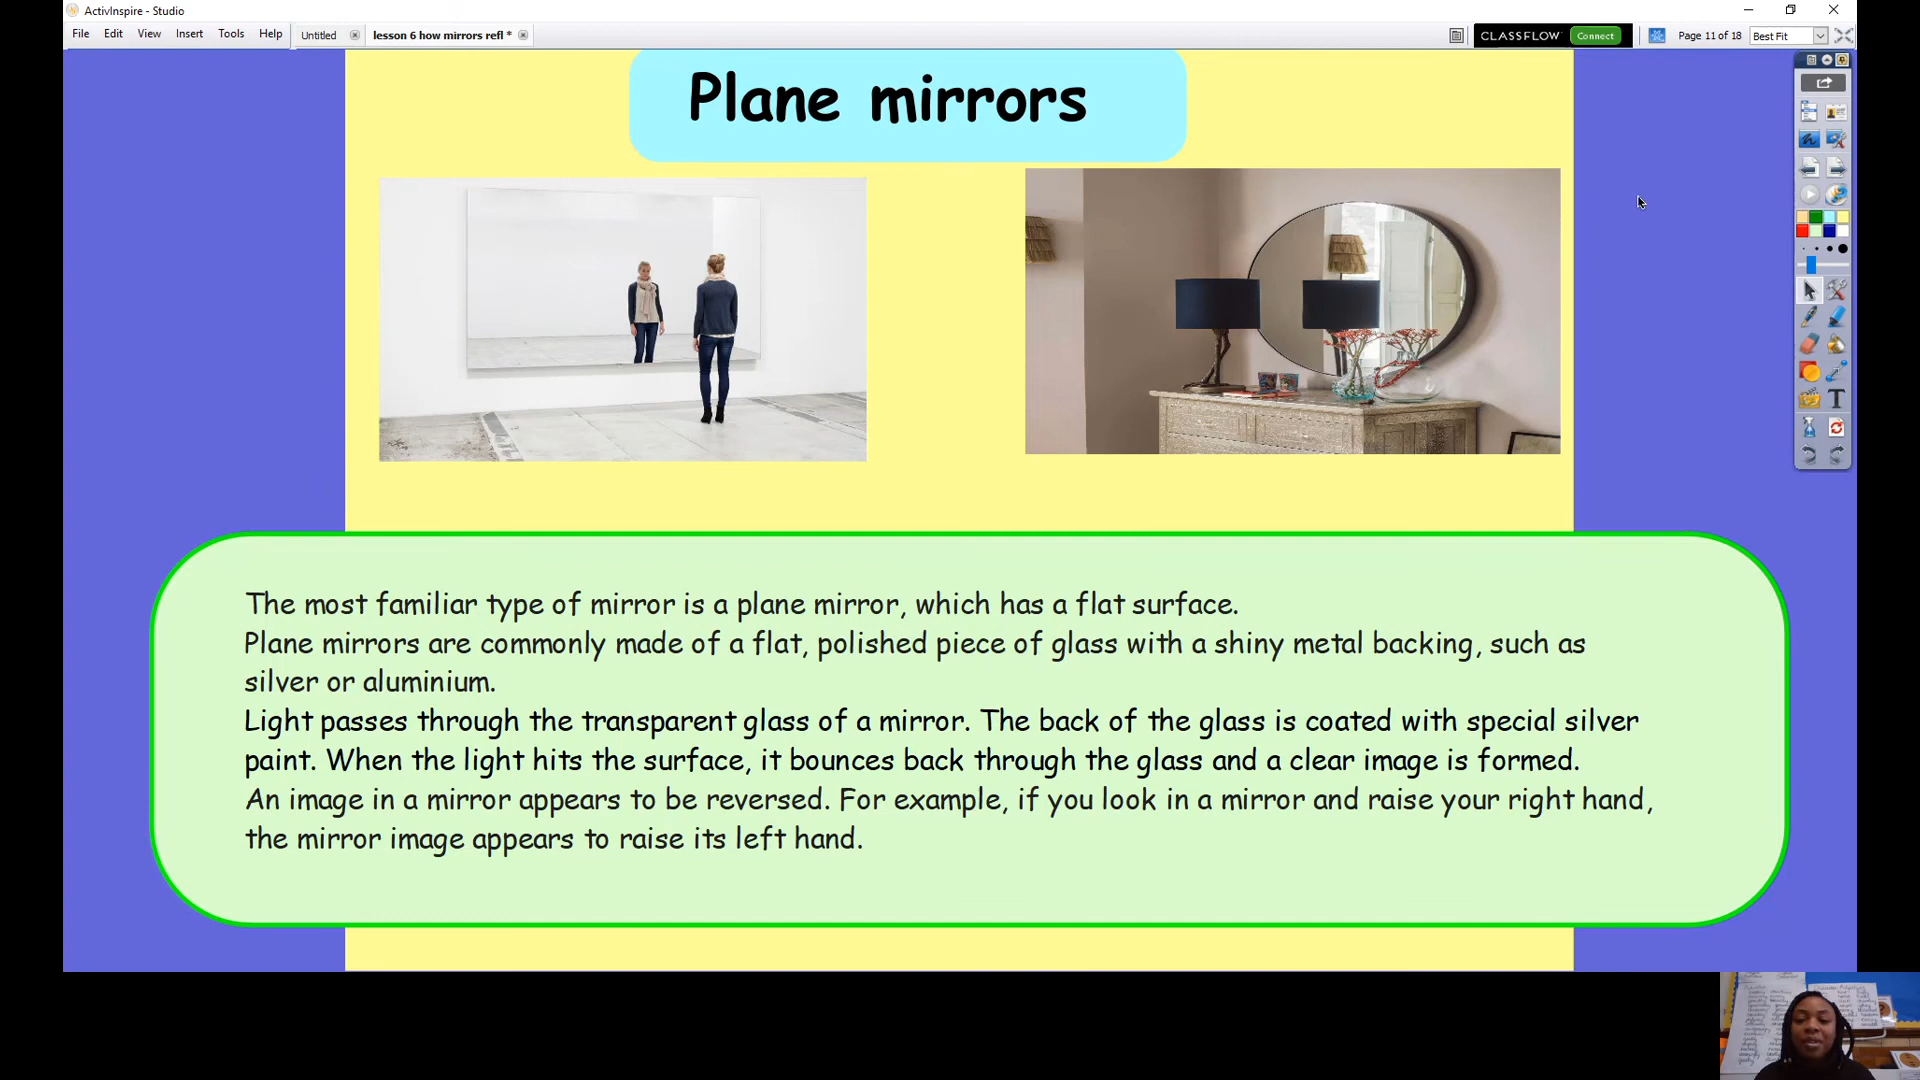 ActivInspire - Studio
File Edit View Insert Tools Help
Untitled
lesson 6 how mirrors refl *
CLASSFLOW Connect
Page 11 of 18
Best Fit
Plane mirrors
The most familiar type of mirror is a plane mirror, which has a flat surface.
Plane mirrors are commonly made of a flat, polished piece of glass with a shiny metal backing, such as
silver or aluminium.
Light passes through the transparent glass of a mirror. The back of the glass is coated with special silver
paint. When the light hits the surface, it bounces back through the glass and a clear image is formed.
An image in a mirror appears to be reversed. For example, if you look in a mirror and raise your right hand,
the mirror image appears to raise its left hand.